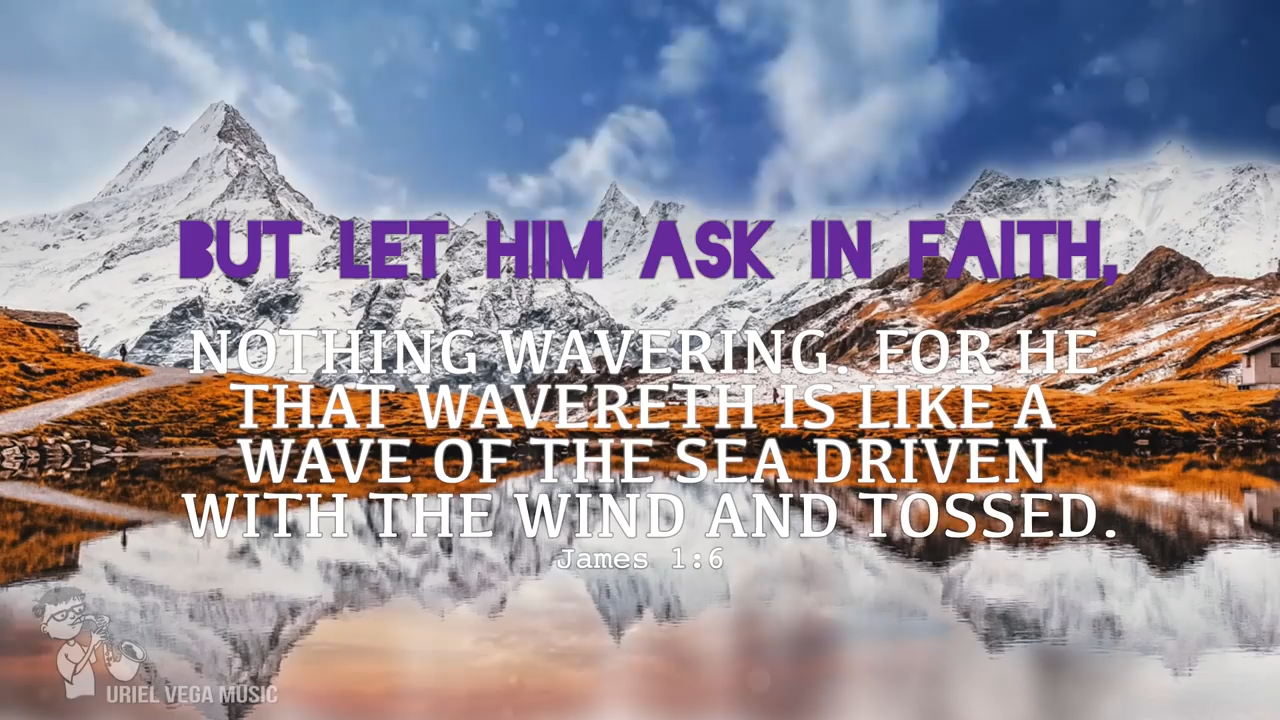 BUT LET HIM ASK IN FAITH,
NOTHING WAVERING. FOR HE
THAT WAVERETH IS LIKE A
WAVE OF THE SEA DRIVEN
WITH THE WIND AND TOSSED.
James 1:6
URIEL VEGA MUSIC